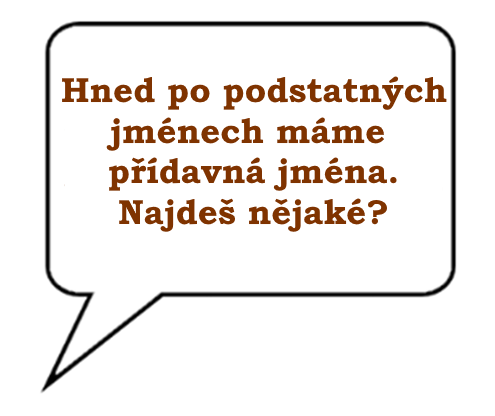 Hned po podstatných
jménech máme
přídavná jména.
Najdeš nějaké?